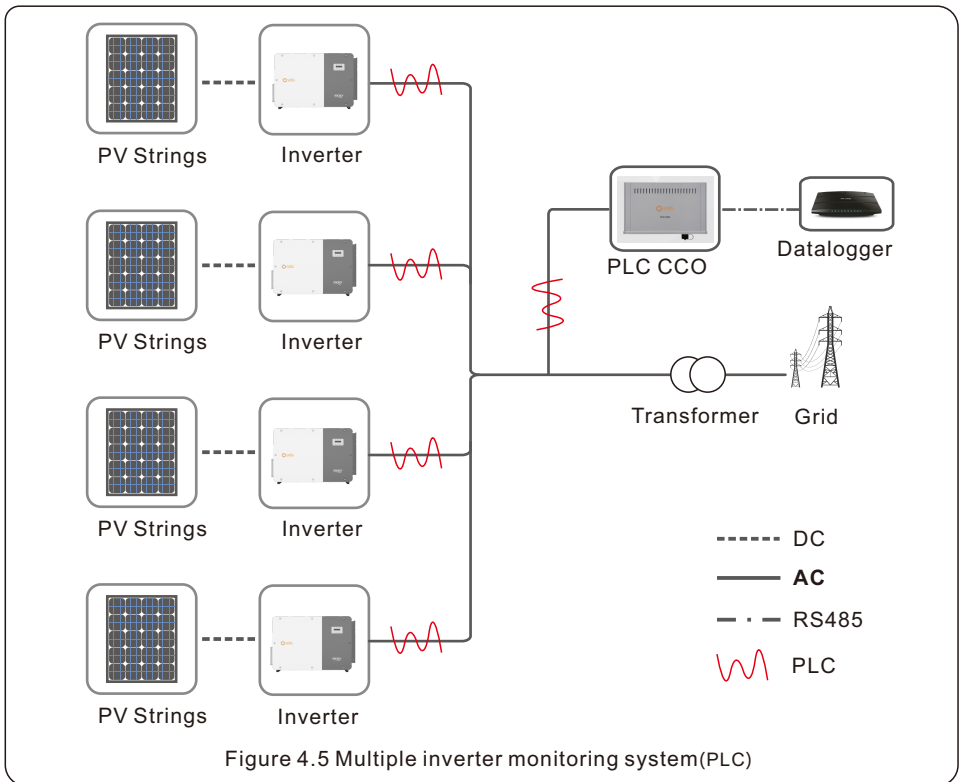 PV Strings
Inverter
PV Strings
Inverter
PLC CCO
Datalogger
PV Strings
Inverter
Transformer
Grid
PV Strings
Inverter
DC
AC
RS485
PLC
Figure 4.5 Multiple inverter monitoring system(PLC)